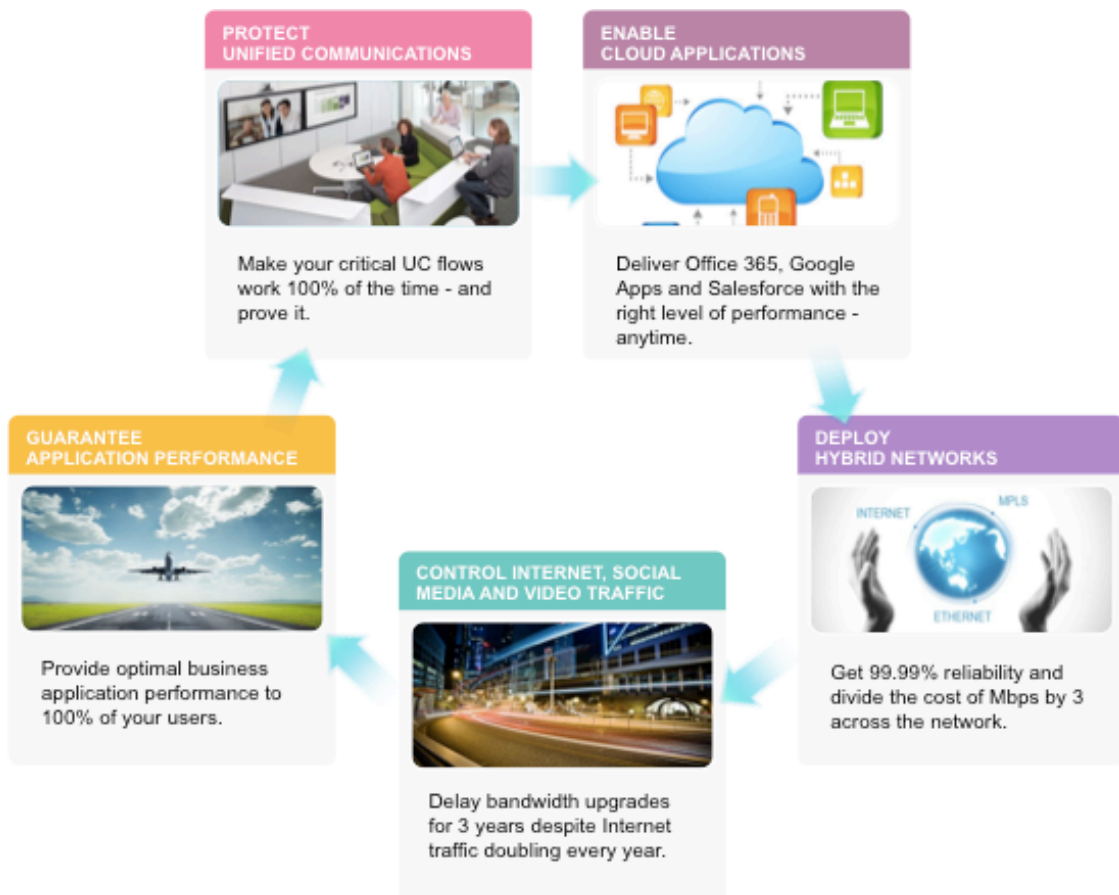 PROTECT
UNIFIED COMMUNICATIONS
Make your critical UC flows
work 100% of the time - and
prove it.
ENABLE
CLOUD APPLICATIONS
Deliver Office 365, Google
Apps and Salesforce with the
right level of performance -
anytime.
DEPLOY
HYBRID NETWORKS
INTERNET
MPLS
ETHERNET
Get 99.99% reliability and
divide the cost of Mbps by 3
across the network.
CONTROL INTERNET, SOCIAL
MEDIA AND VIDEO TRAFFIC
Delay bandwidth upgrades
for 3 years despite Internet
traffic doubling every year.
GUARANTEE
APPLICATION PERFORMANCE
Provide optimal business
application performance to
100% of your users.